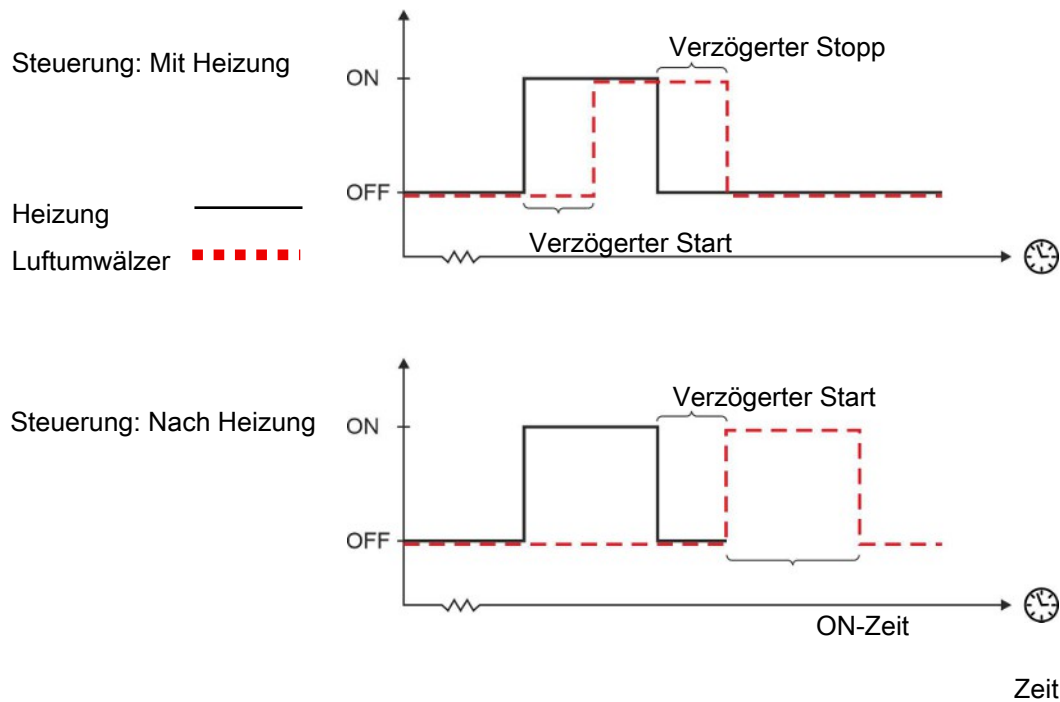 Verzögerter Stopp
Steuerung: Mit Heizung
ON
OFF
Heizung
Verzögerter Start
Luftumwälzer
Verzögerter Start
Steuerung: Nach Heizung
ON
OFF
ON-Zeit
Zeit